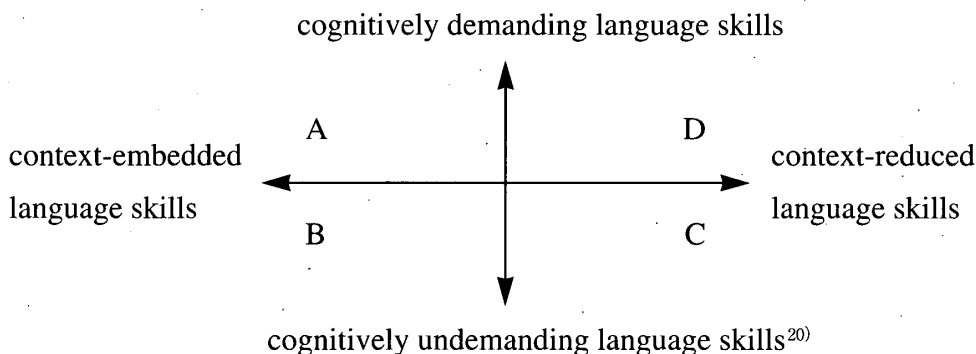 cognitively demanding language skills
A
D
context-embedded
language skills
context-reduced
language skills
B
C
cognitively undemanding language skills20)